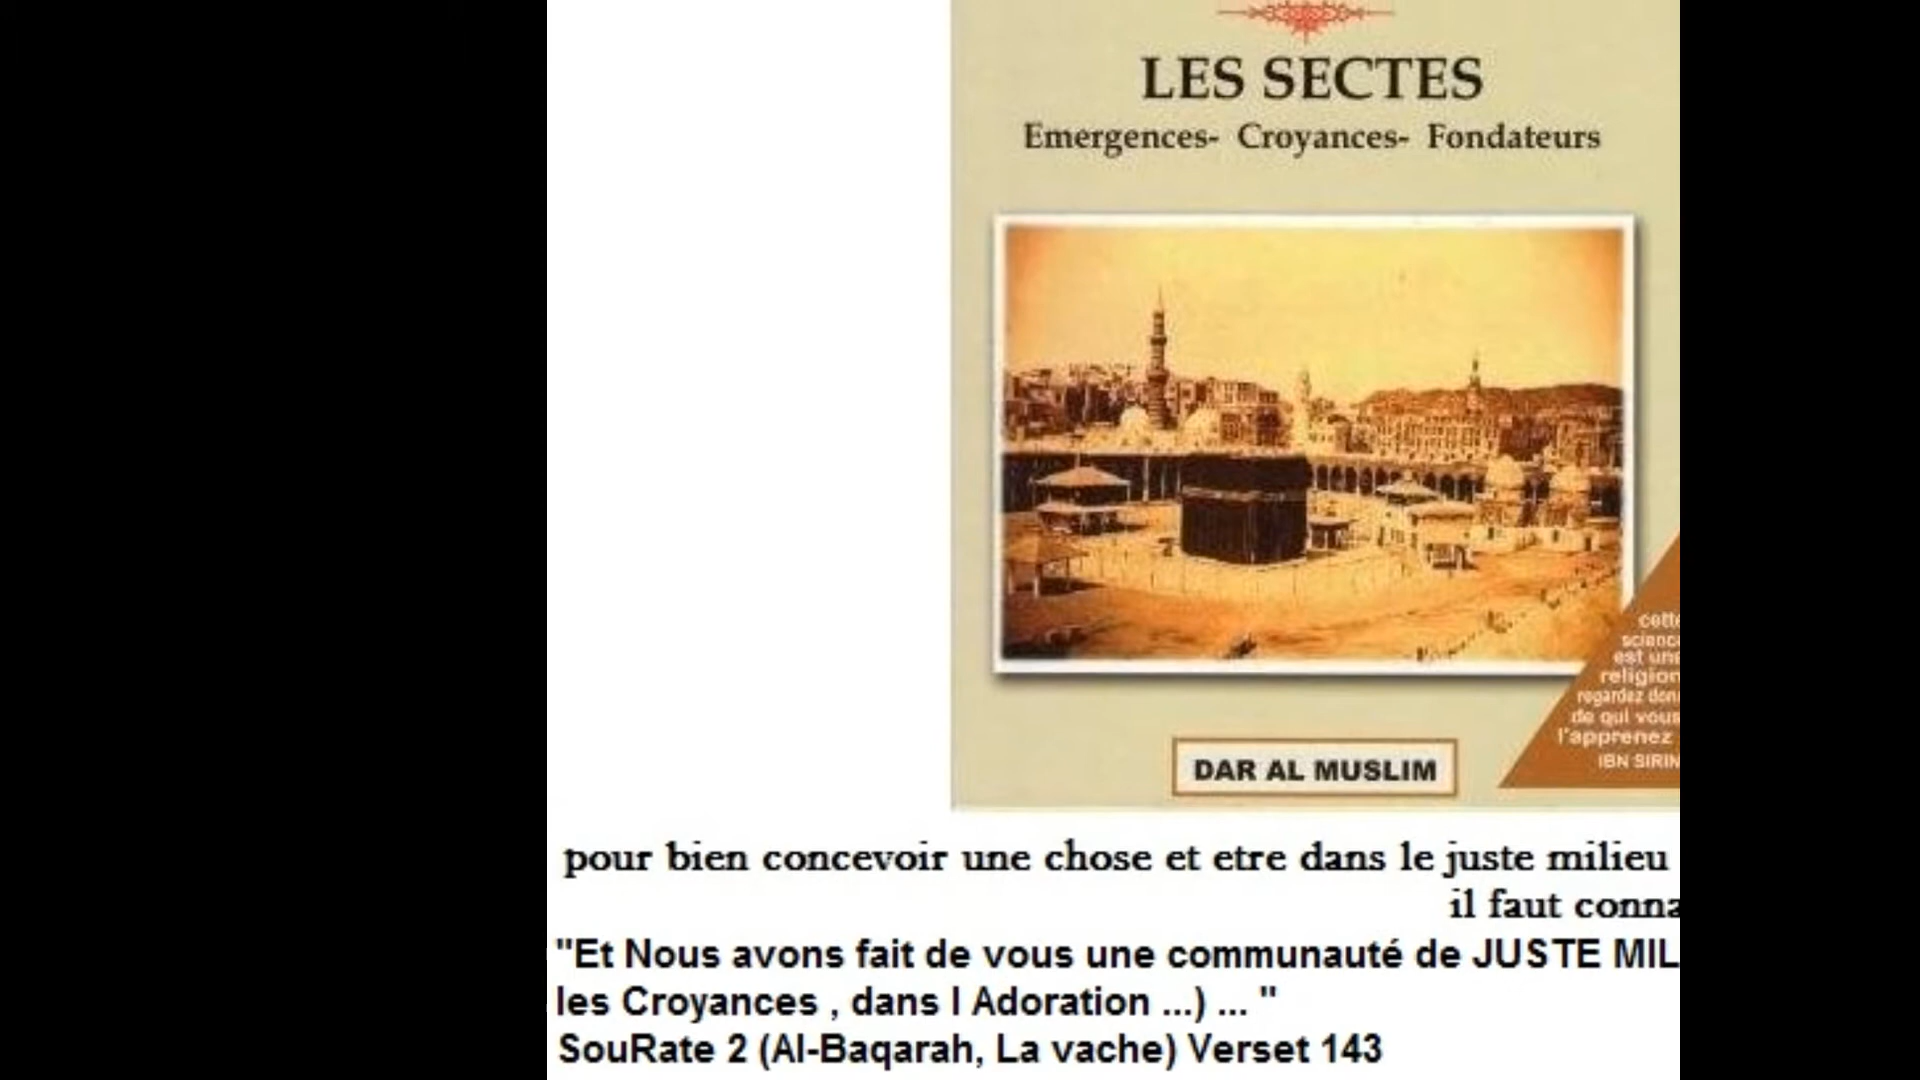 LES SECTES
Emergences- Croyances- Fondateurs
cette
science
est une
religion
regardez don
de qui vous
l'apprenez
IBN SIRIN
DAR AL MUSLIM
pour bien concevoir une chose et etre dans le juste milieu
il faut conna
"Et Nous avons fait de vous une communauté de JUSTE MIL
les Croyances , dans l Adoration ...) ... "
SouRate 2 (Al-Baqarah, La vache) Verset 143